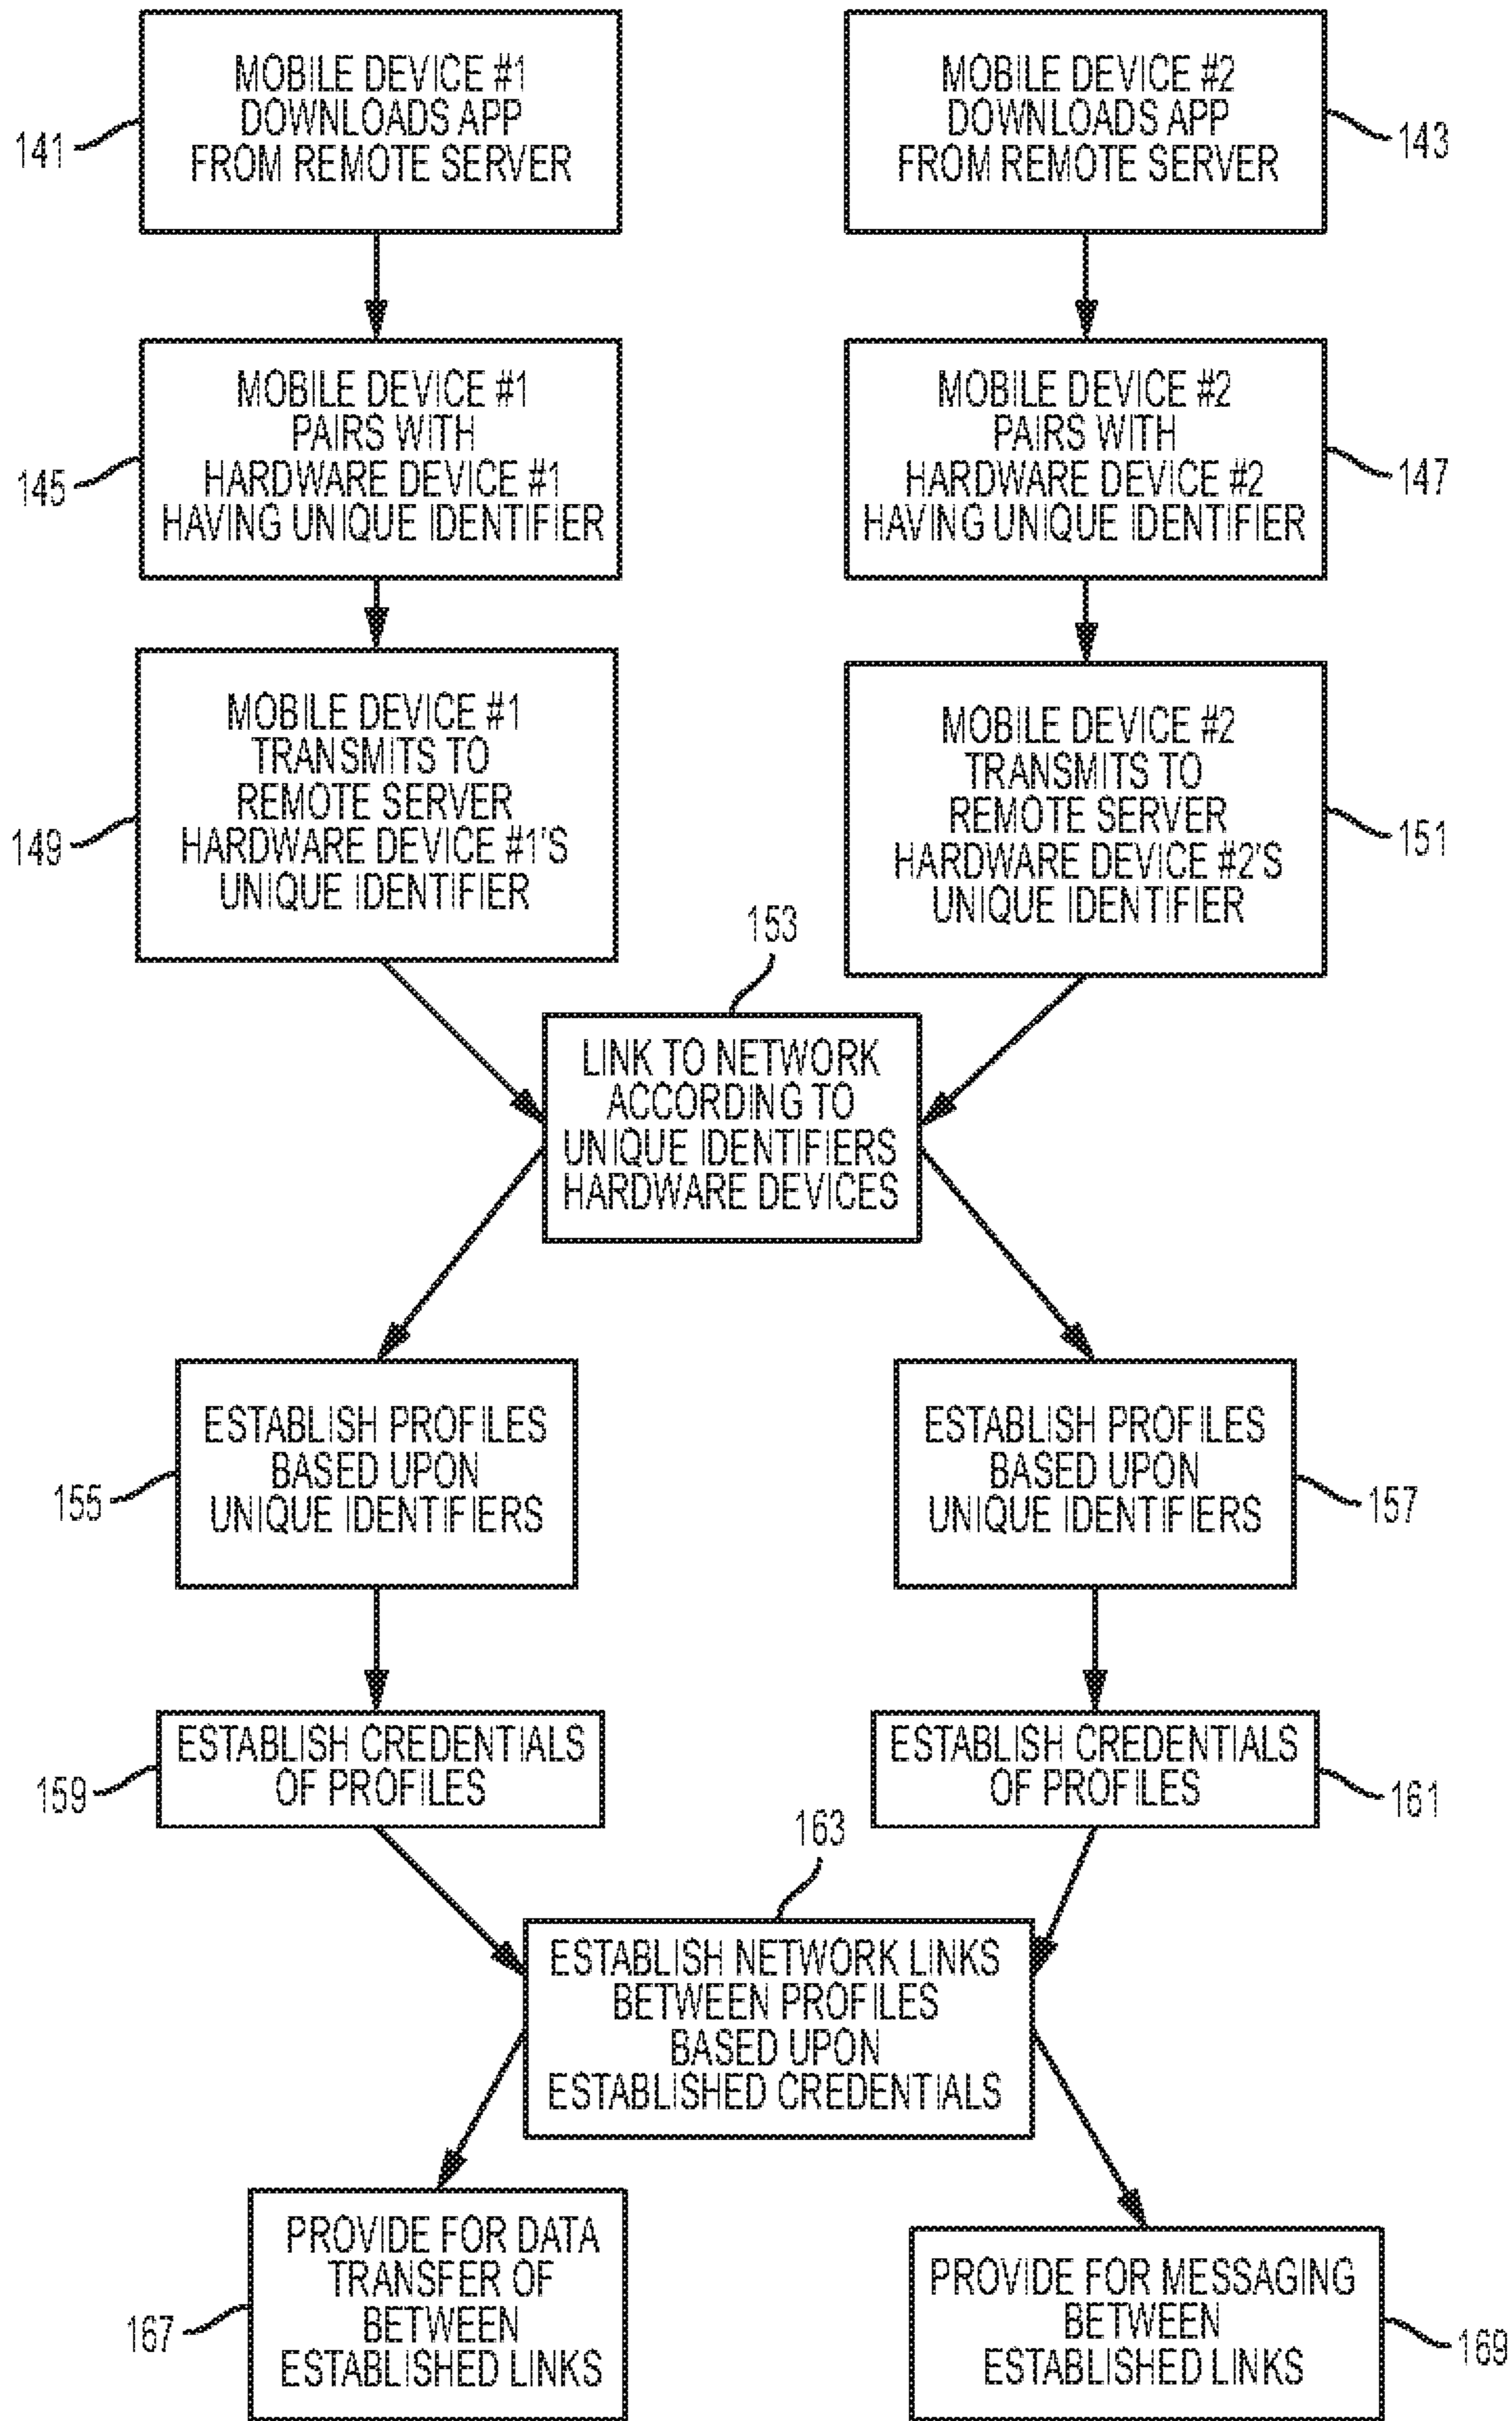 MOBILE DEVICE #1
DOWNLOADS APP
FROM REMOTE SERVER
141
MOBILE DEVICE #2
DOWNLOADS APP
FROM REMOTE SERVER
143
MOBILE DEVICE #1
PAIRS WITH
HARDWARE DEVICE #1
HAVING UNIQUE IDENTIFIER
145
MOBILE DEVICE #2
PAIRS WITH
HARDWARE DEVICE #2
HAVING UNIQUE IDENTIFIER
147
MOBILE DEVICE #1
TRANSMITS TO
REMOTE SERVER
HARDWARE DEVICE #1'S
UNIQUE IDENTIFIER
149
MOBILE DEVICE #2
TRANSMITS TO
REMOTE SERVER
HARDWARE DEVICE #2'S
UNIQUE IDENTIFIER
151
153
LINK TO NETWORK
ACCORDING TO
UNIQUE IDENTIFIERS
HARDWARE DEVICES
ESTABLISH PROFILES
BASED UPON
UNIQUE IDENTIFIERS
155
ESTABLISH PROFILES
BASED UPON
UNIQUE IDENTIFIERS
157
ESTABLISH CREDENTIALS
OF PROFILES
159
ESTABLISH CREDENTIALS
OF PROFILES
161
163
ESTABLISH NETWORK LINKS
BETWEEN PROFILES
BASED UPON
ESTABLISHED CREDENTIALS
PROVIDE FOR DATA
TRANSFER OF
BETWEEN
ESTABLISHED LINKS
167
PROVIDE FOR MESSAGING
BETWEEN
ESTABLISHED LINKS
169